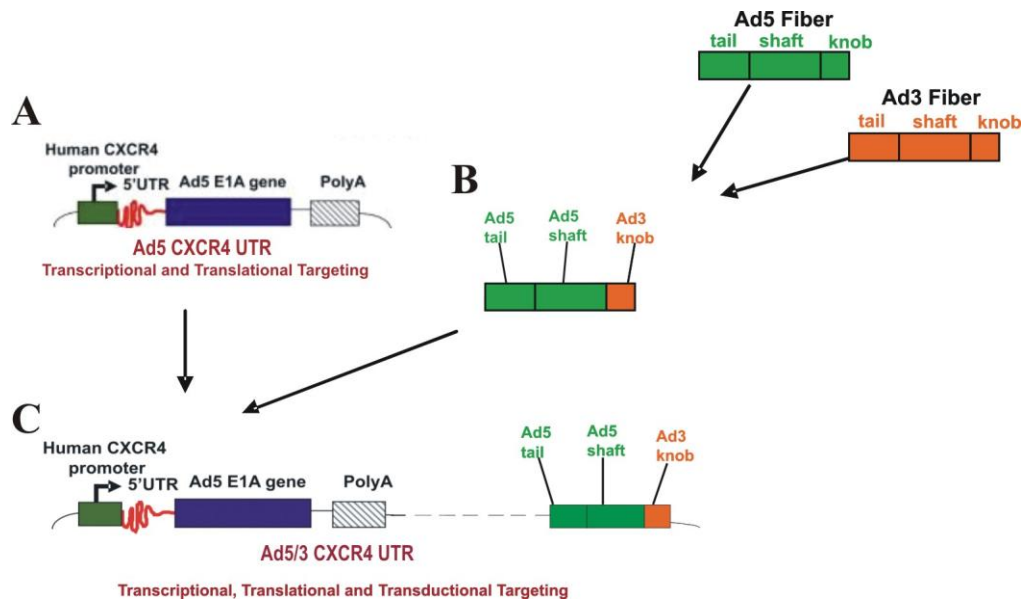 Ad5 Fiber
tail shaft knob
Ad3 Fiber
tail shaft knob
A
Human CXCR4
promoter
5'UTR Ad5 E1A gene PolyA
Ad5 CXCR4 UTR
Transcriptional and Translational Targeting
B
Ad5 Ad5 Ad3
tail shaft knob
C
Human CXCR4
promoter
5'UTR Ad5 E1A gene PolyA
Ad5 Ad5 Ad3
tail shaft knob
Ad5/3 CXCR4 UTR
Transcriptional, Translational and Transductional Targeting